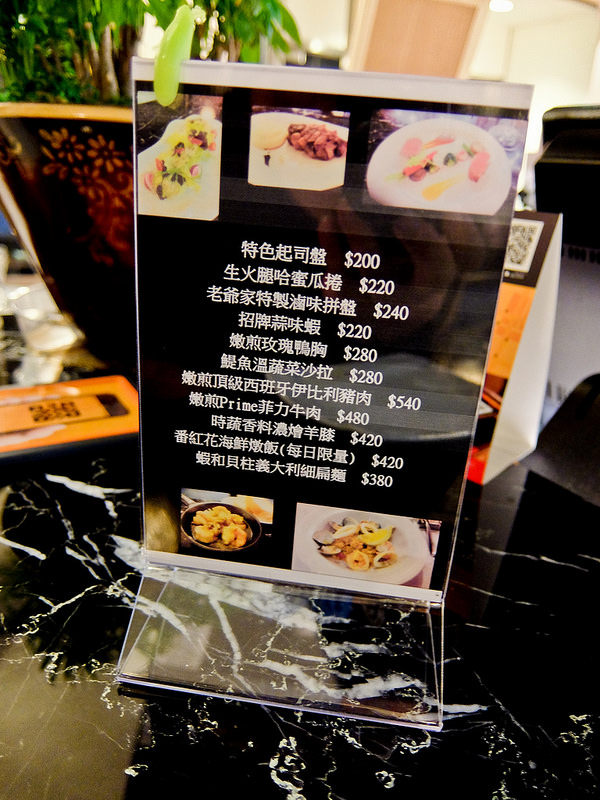 特色起司盤 $200
生火腿哈蜜瓜捲 $220
老爺家特製滷味拼盤 $240
招牌蒜味蝦 $220
嫩煎玫瑰鴨胸 $280
鯷魚溫蔬菜沙拉 $280
嫩煎頂級西班牙伊比利豬肉 $540
嫩煎Prime菲力牛肉 $480
時蔬香料濃燴羊膝 $420
番紅花海鮮燉飯(每日限量) $420
蝦和貝柱義大利細扁麵 $380